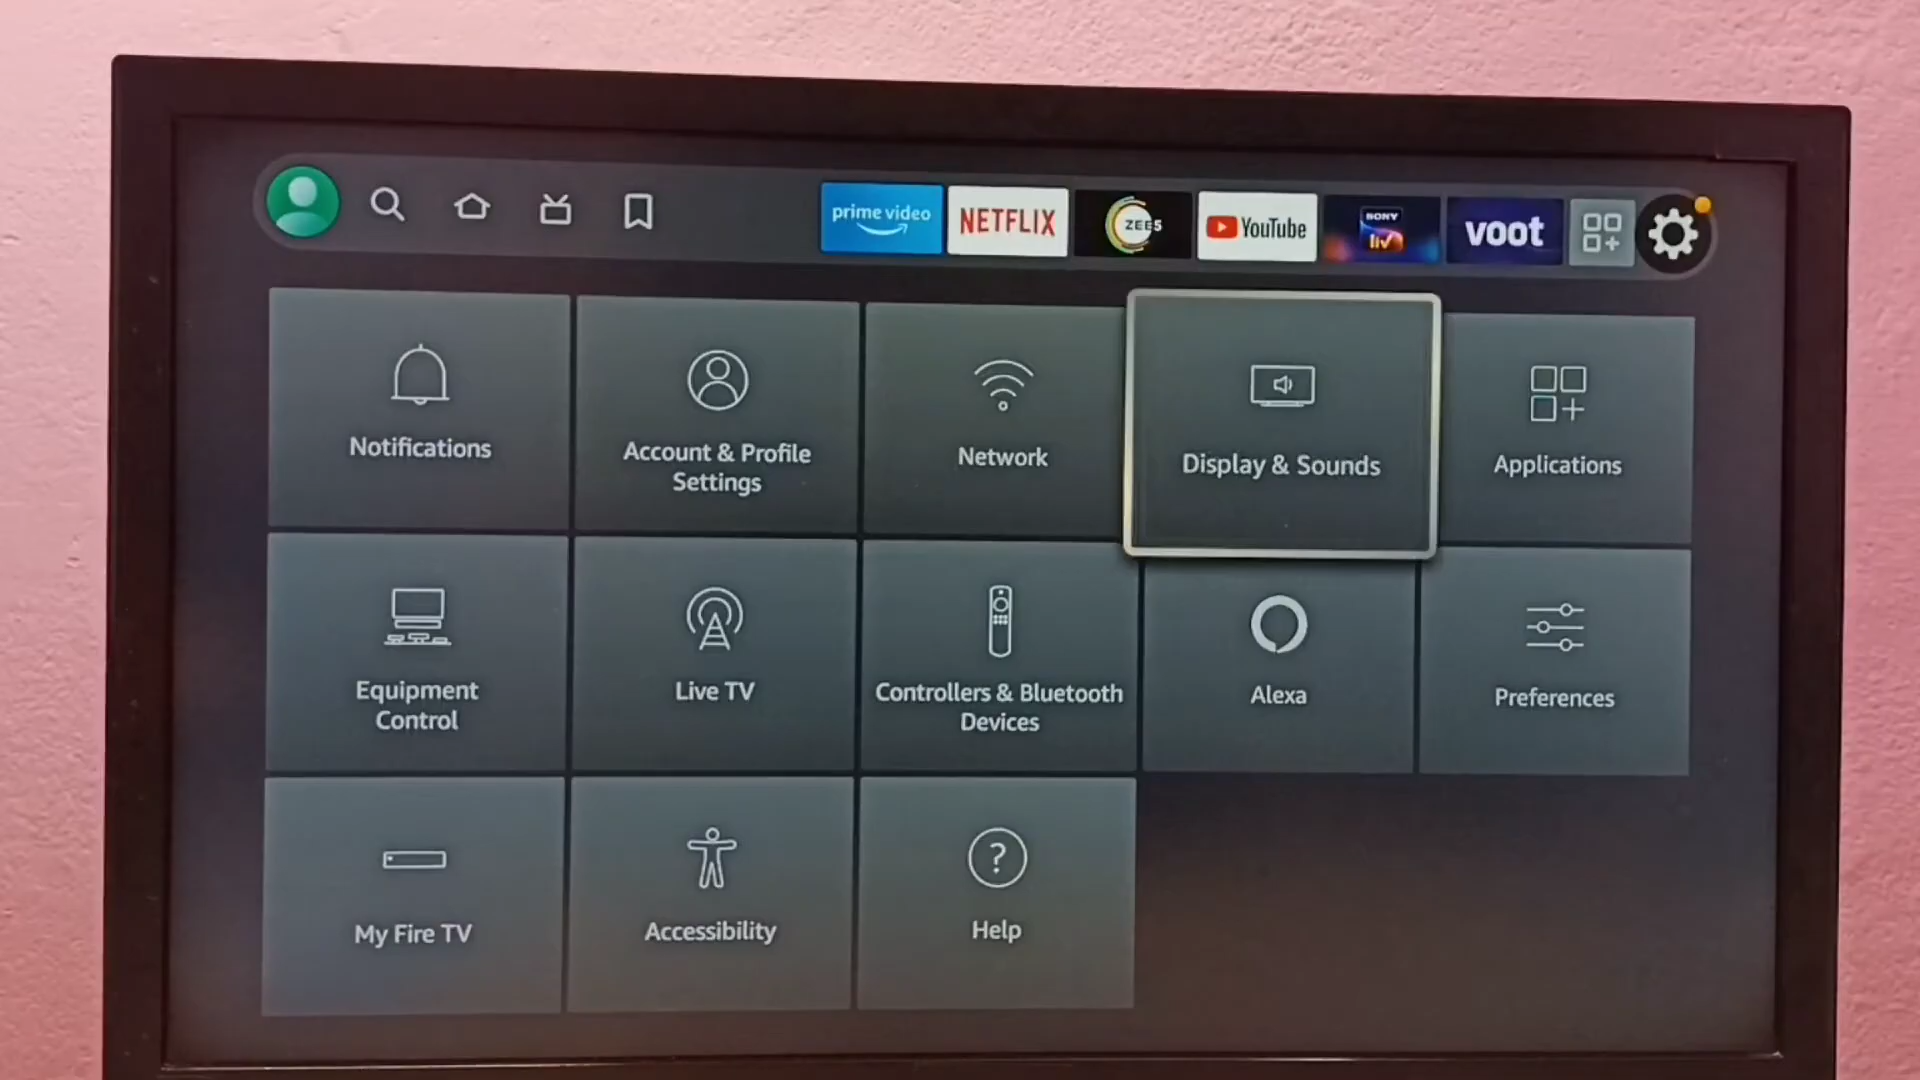 prime video
NETFLIX
ZEE5
YouTube
SONY
liv
voot
Notifications
Account & Profile
Settings
Network
Display & Sounds
Applications
Equipment
Control
Live TV
Controllers & Bluetooth
Devices
Alexa
Preferences
My Fire TV
Accessibility
?
Help